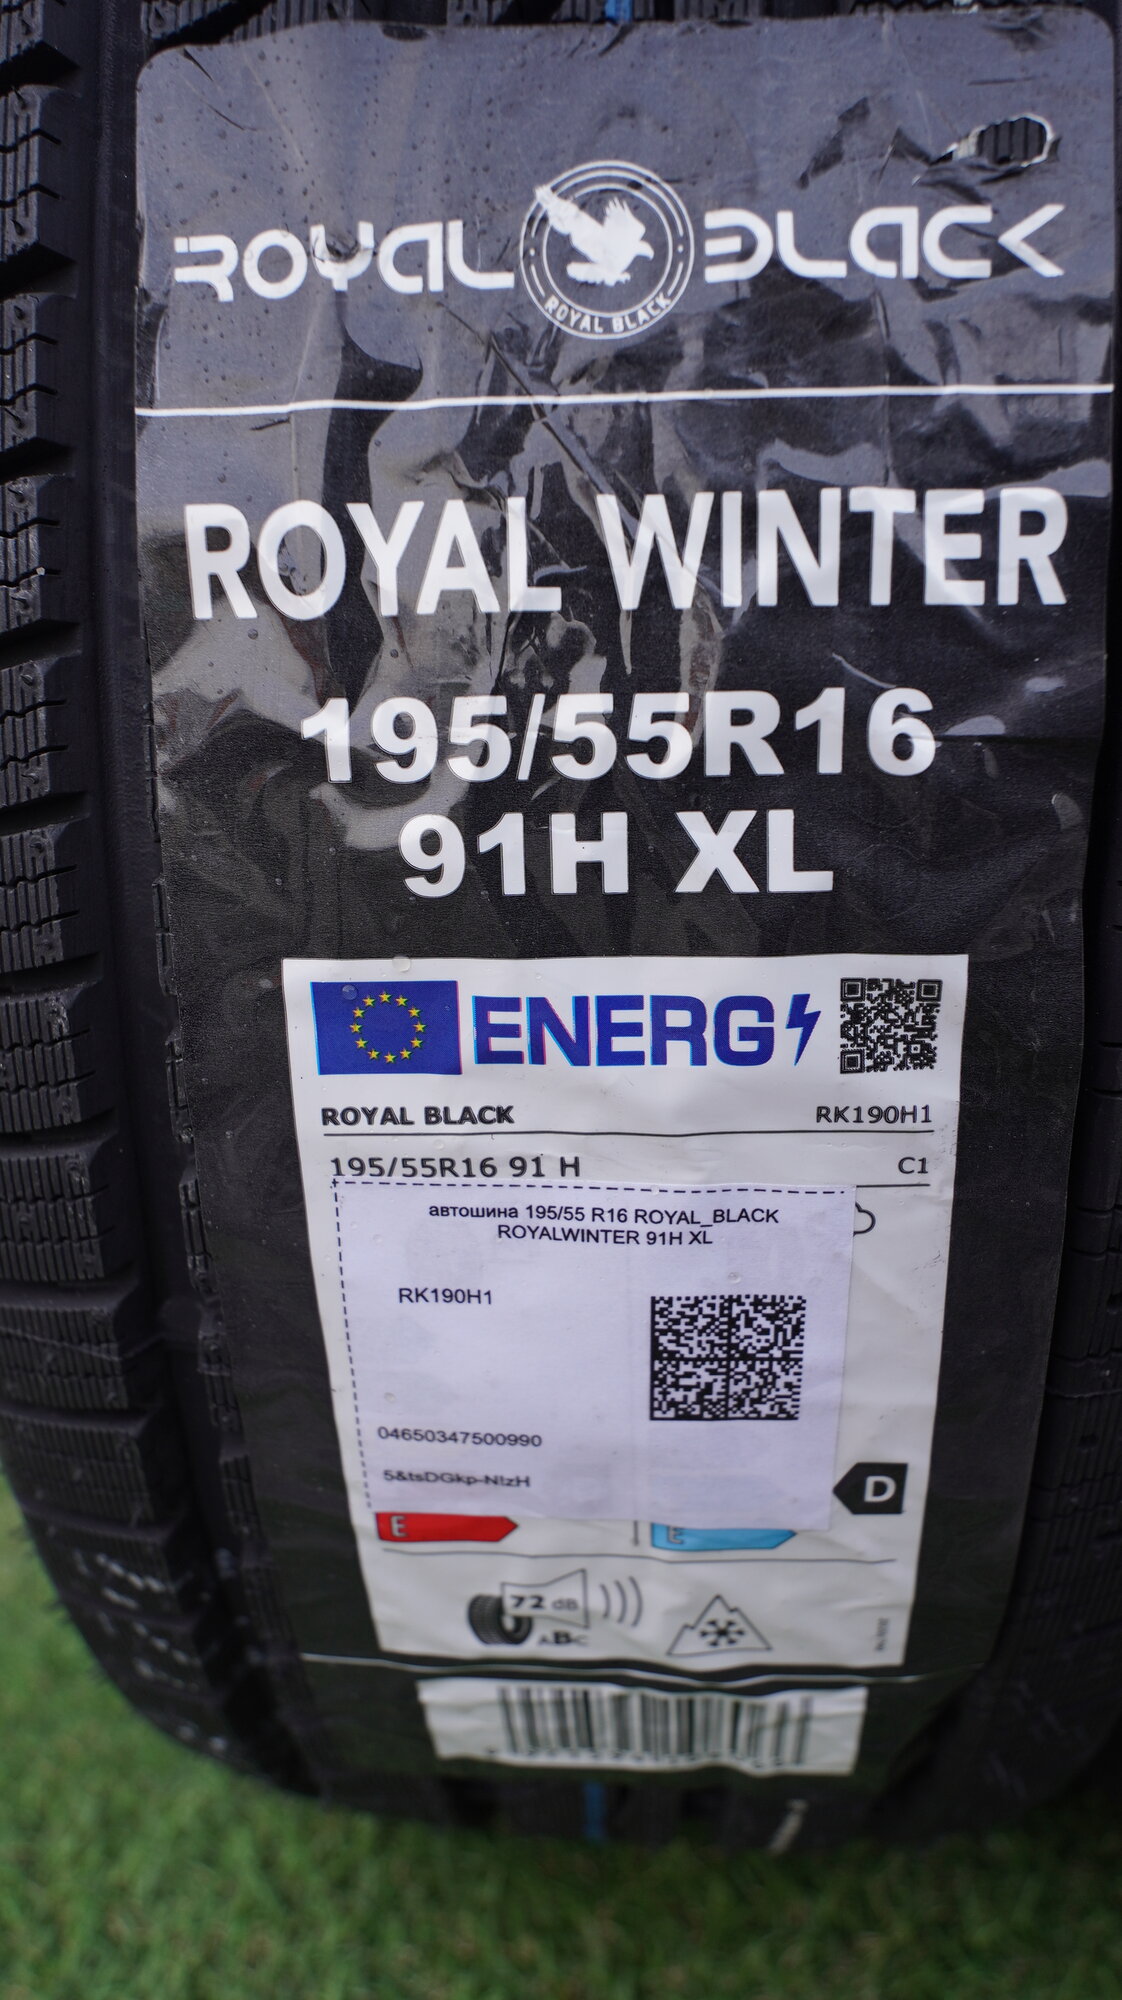 ROYAL BLACK
ROYAL BLACK
ROYAL WINTER
195/55R16
91H XL
ENERG
ROYAL BLACK RK190H1
195/55R16 91 H C1
автошина 195/55 R16 ROYAL_BLACK
ROYALWINTER 91H XL
RK190H1
04650347500990
5&tsDGkp-N!zH
D
E E
72 dB
ABC